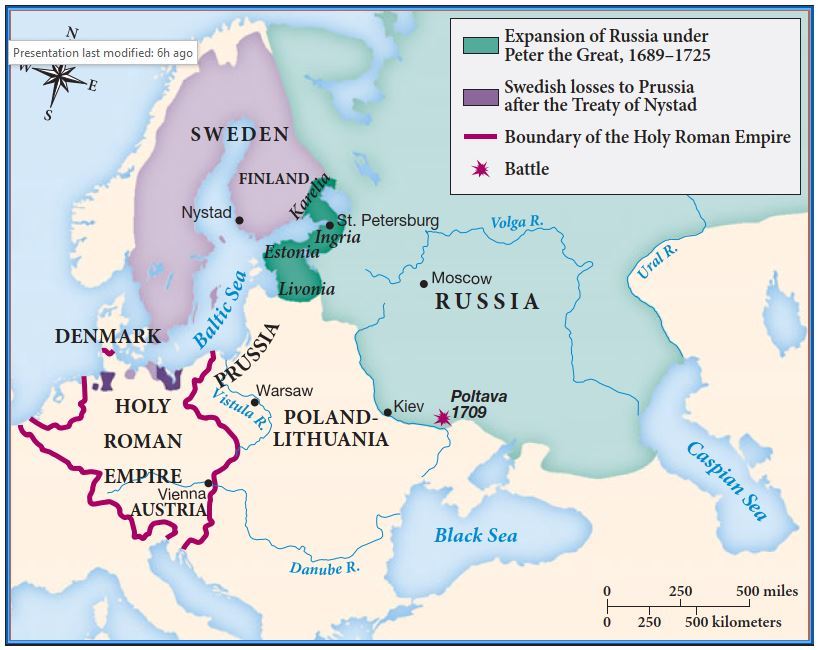 N
Presentation last modified: 6h ago
W
E
S
Expansion of Russia under
Peter the Great, 1689–1725
Swedish losses to Prussia
after the Treaty of Nystad
Boundary of the Holy Roman Empire
Battle
SWEDEN
FINLAND
Karelia
Nystad
St. Petersburg
Ingria
Estonia
Livonia
Volga R.
Ural R.
Moscow
RUSSIA
Baltic Sea
DENMARK
PRUSSIA
Warsaw
Vistula R.
POLAND-
LITHUANIA
Kiev
Poltava
1709
HOLY
ROMAN
EMPIRE
Vienna
AUSTRIA
Caspian Sea
Black Sea
Danube R.
0 250 500 miles
0 250 500 kilometers